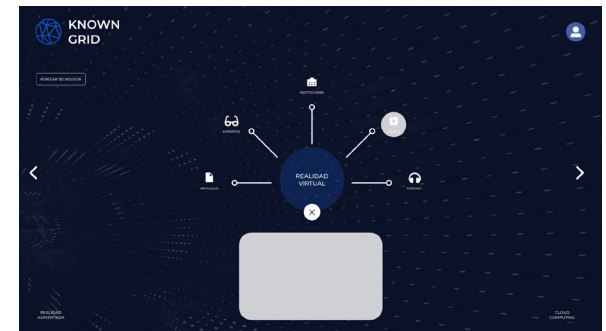 KNOWN
GRID
AGREGAR TECNOLOGÍA
INSTITUCIONES
EXPERTOS
ARTÍCULOS
REALIDAD
VIRTUAL
PODCAST
REALIDAD
AUMENTADA
CLOUD
COMPUTING